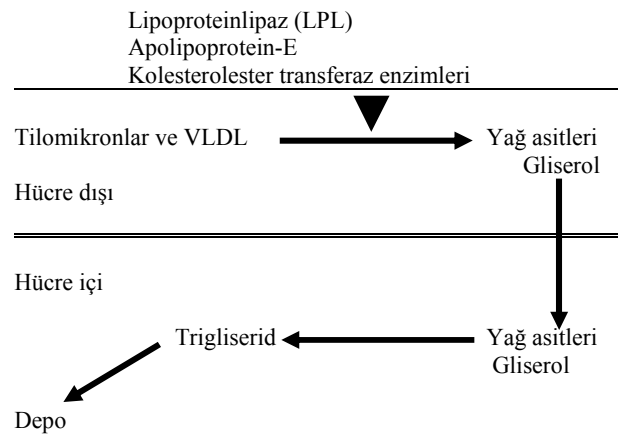 Lipoproteinlipaz (LPL)
Apolipoprotein-E
Kolesterolester transferaz enzimleri
Tilomikronlar ve VLDL
Yağ asitleri
Gliserol
Hücre dışı
Hücre içi
Trigliserid
Yağ asitleri
Gliserol
Depo